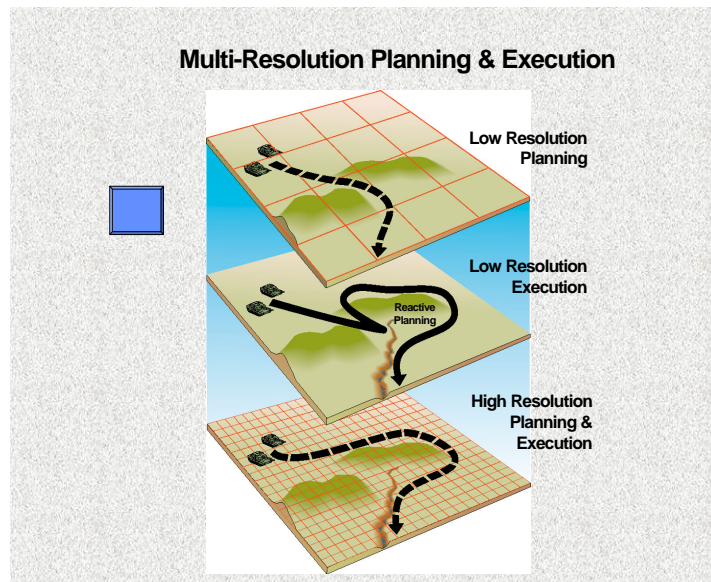 Multi-Resolution Planning & Execution
Low Resolution
Planning
Low Resolution
Execution
Reactive
Planning
High Resolution
Planning &
Execution